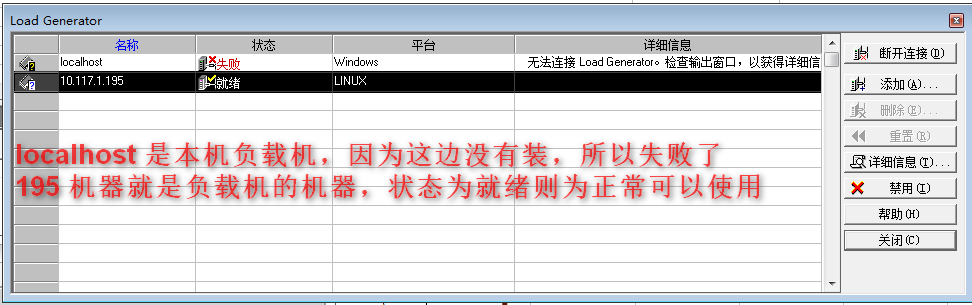 Load Generator
名称 状态 平台 详细信息
localhost 失败 Windows 无法连接 Load Generator。检查输出窗口，以获得详细信
10.117.1.195 就绪 LINUX
断开连接(D)
添加(A)...
删除(E)...
重置(R)
详细信息(T)...
禁用(I)
帮助(H)
关闭(C)
localhost 是本机负载机，因为这边没有装，所以失败了
195 机器就是负载机的机器，状态为就绪则为正常可以使用